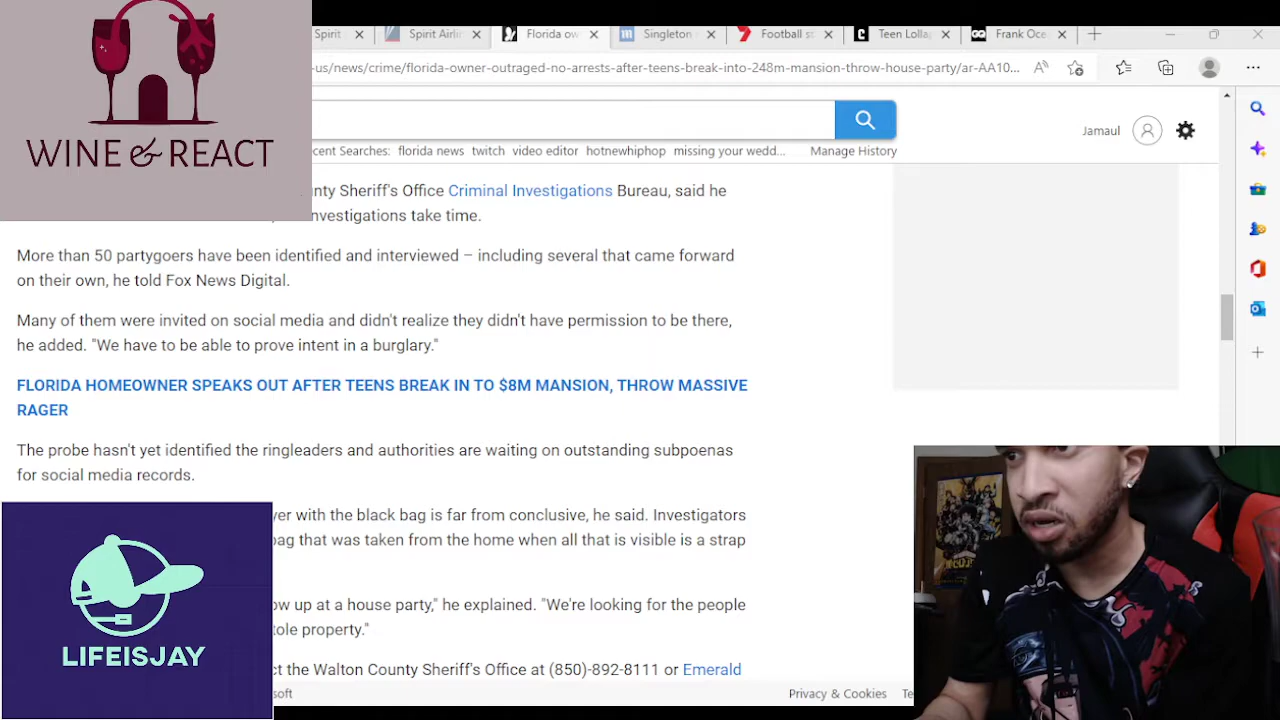 Spirit
Spirit Airli
Florida ow
Singleton
Football st
Teen Lolla
Frank Oce
-us/news/crime/florida-owner-outraged-no-arrests-after-teens-break-into-248m-mansion-throw-house-party/ar-AA10...
WINE & REACT
Jamaul
cent Searches: florida news twitch video editor hotnewhiphop missing your wedd... Manage History
nty Sheriff's Office Criminal Investigations Bureau, said he
nvestigations take time.
More than 50 partygoers have been identified and interviewed – including several that came forward
on their own, he told Fox News Digital.
Many of them were invited on social media and didn't realize they didn't have permission to be there,
he added. "We have to be able to prove intent in a burglary."
FLORIDA HOMEOWNER SPEAKS OUT AFTER TEENS BREAK IN TO $8M MANSION, THROW MASSIVE
RAGER
The probe hasn't yet identified the ringleaders and authorities are waiting on outstanding subpoenas
for social media records.
yer with the black bag is far from conclusive, he said. Investigators
bag that was taken from the home when all that is visible is a strap
ow up at a house party," he explained. "We're looking for the people
tole property."
ct the Walton County Sheriff's Office at (850)-892-8111 or Emerald
LIFEISJAY
soft
Privacy & Cookies
Te